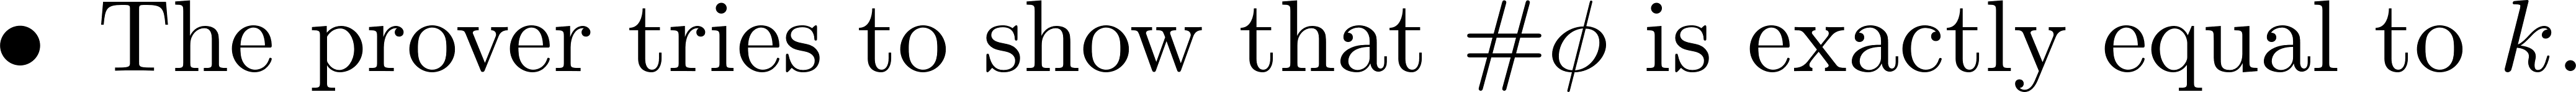 • The prover tries to show that #ϕ is exactly equal to k.